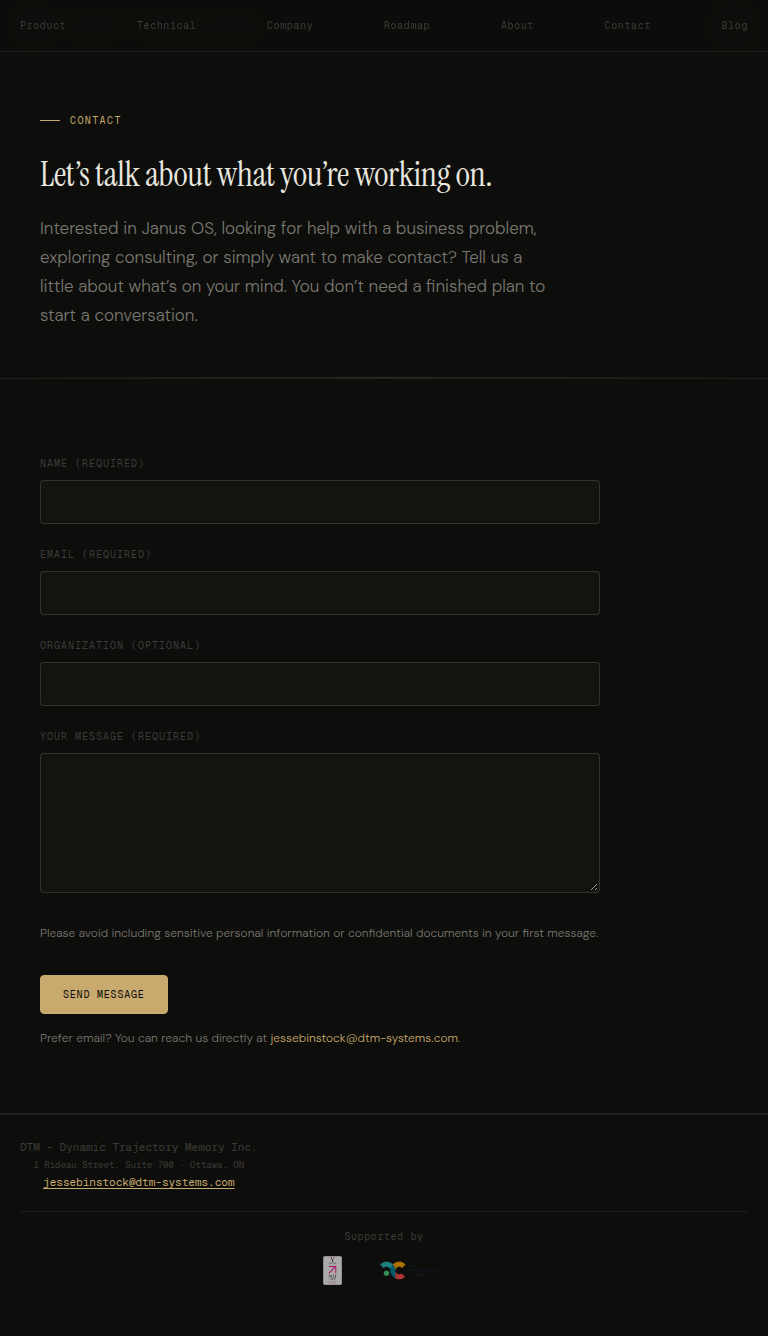 Product Technical Company Roadmap About Contact Blog
CONTACT
Let’s talk about what you’re working on.
Interested in Janus OS, looking for help with a business problem,
exploring consulting, or simply want to make contact? Tell us a
little about what’s on your mind. You don’t need a finished plan to
start a conversation.
NAME (REQUIRED)
EMAIL (REQUIRED)
ORGANIZATION (OPTIONAL)
YOUR MESSAGE (REQUIRED)
Please avoid including sensitive personal information or confidential documents in your first message.
SEND MESSAGE
Prefer email? You can reach us directly at jessebinstock@dtm-systems.com.
DTM – Dynamic Trajectory Memory Inc.
1 Rideau Street, Suite 700 · Ottawa, ON
jessebinstock@dtm-systems.com
Supported by